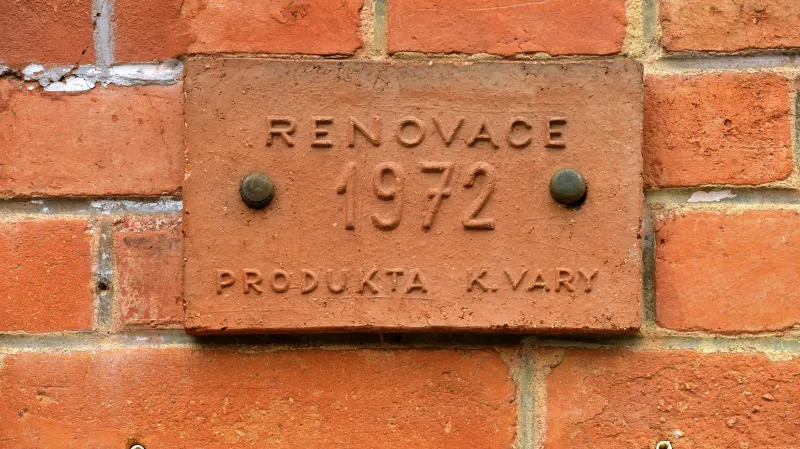 RENOVACE
1972
PRODUKTA K.VARY